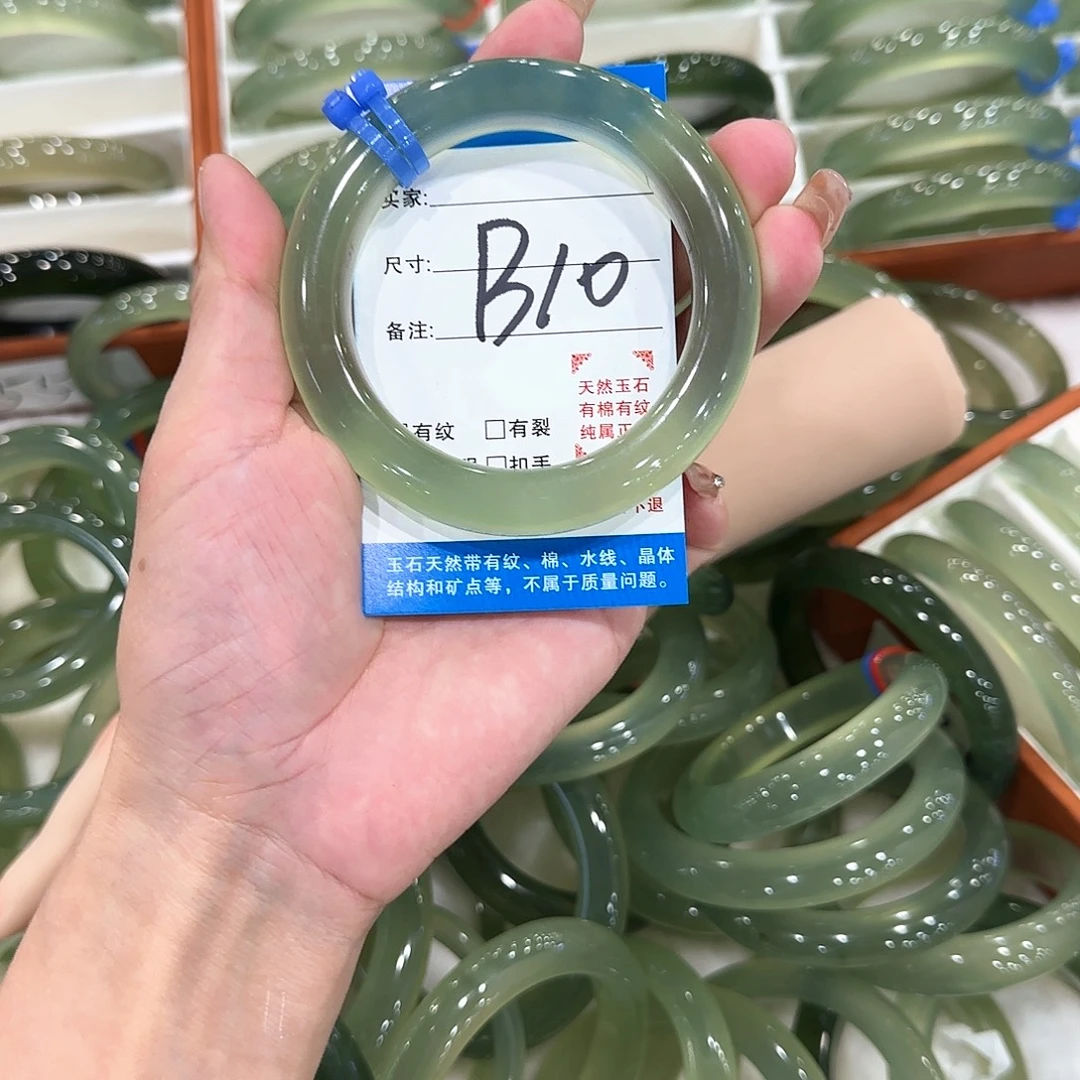 买家:
尺寸:
B10
备注:
天然玉石
有棉有纹
有纹 □有裂
□扣手
不退
玉石天然带有纹、棉、水线、晶体
结构和矿点等，不属于质量问题。